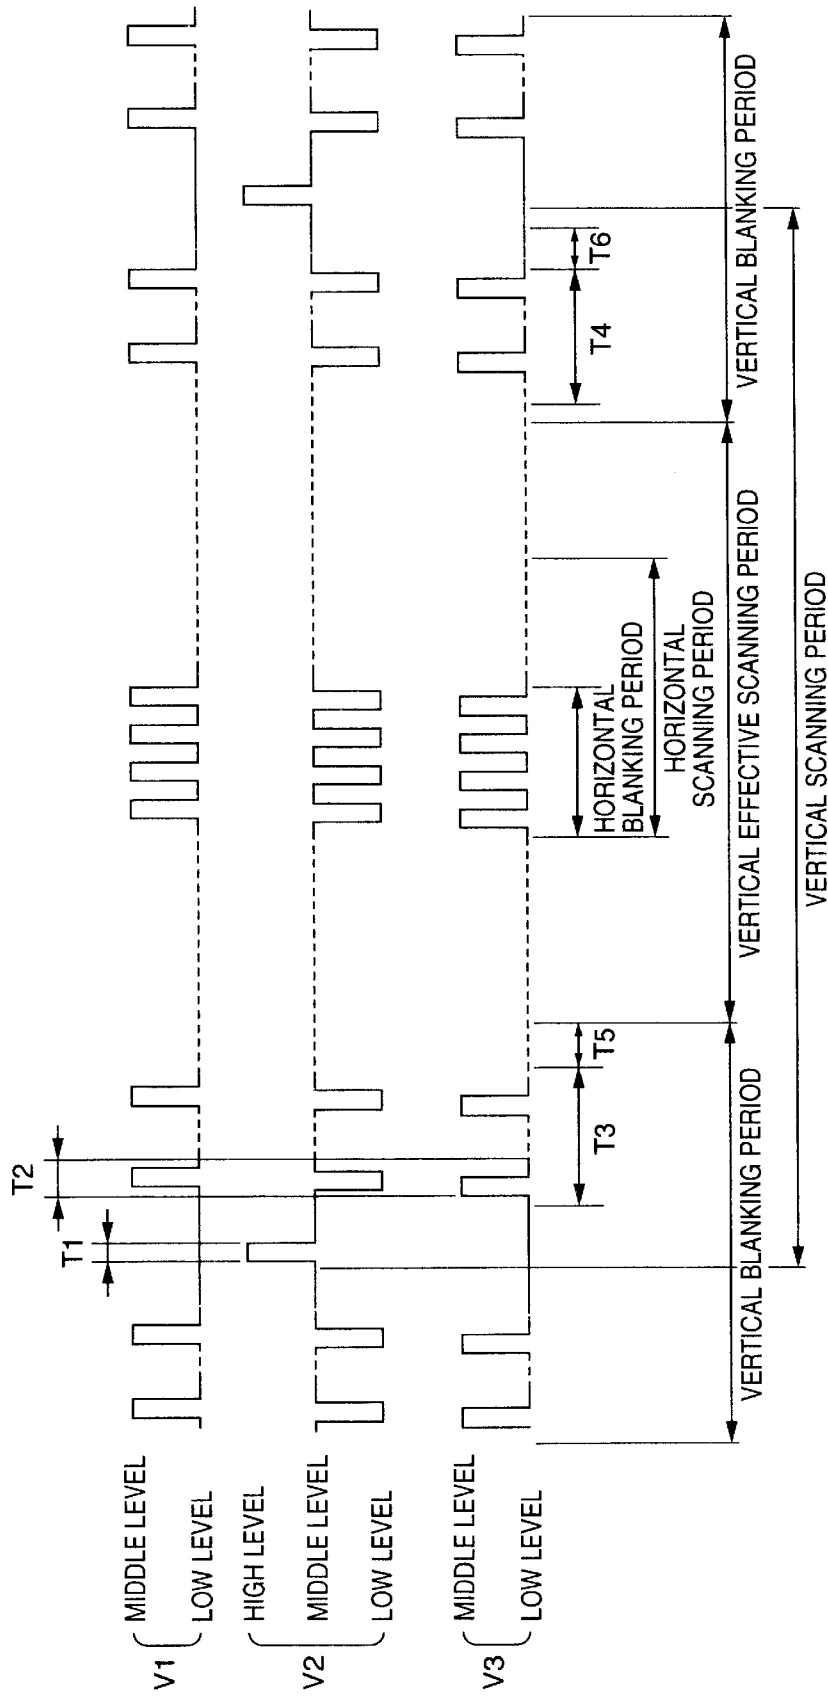 T1
T2
V1
MIDDLE LEVEL
LOW LEVEL
V2
HIGH LEVEL
MIDDLE LEVEL
LOW LEVEL
V3
MIDDLE LEVEL
LOW LEVEL
T3
T5
HORIZONTAL
BLANKING PERIOD
HORIZONTAL
SCANNING PERIOD
T4
T6
VERTICAL BLANKING PERIOD
VERTICAL EFFECTIVE SCANNING PERIOD
VERTICAL BLANKING PERIOD
VERTICAL SCANNING PERIOD